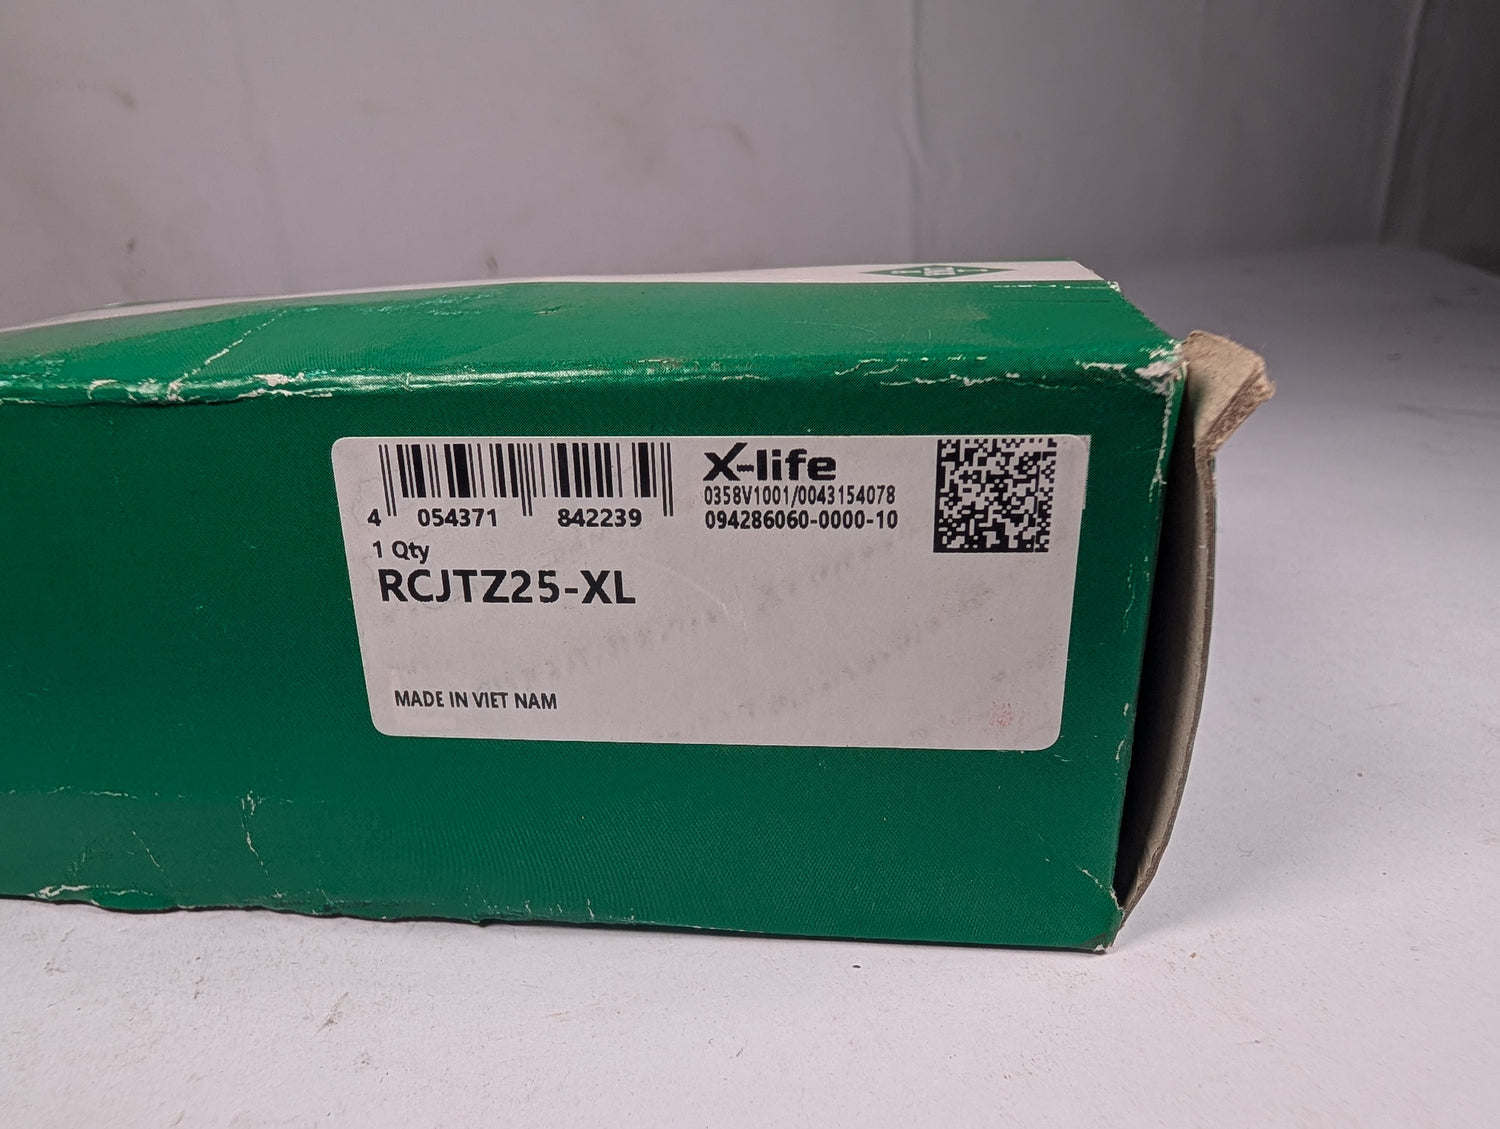 X-life
0358V1001/0043154078
094286060-0000-10
4 054371 842239
1 Qty
RCJTZ25-XL
MADE IN VIET NAM